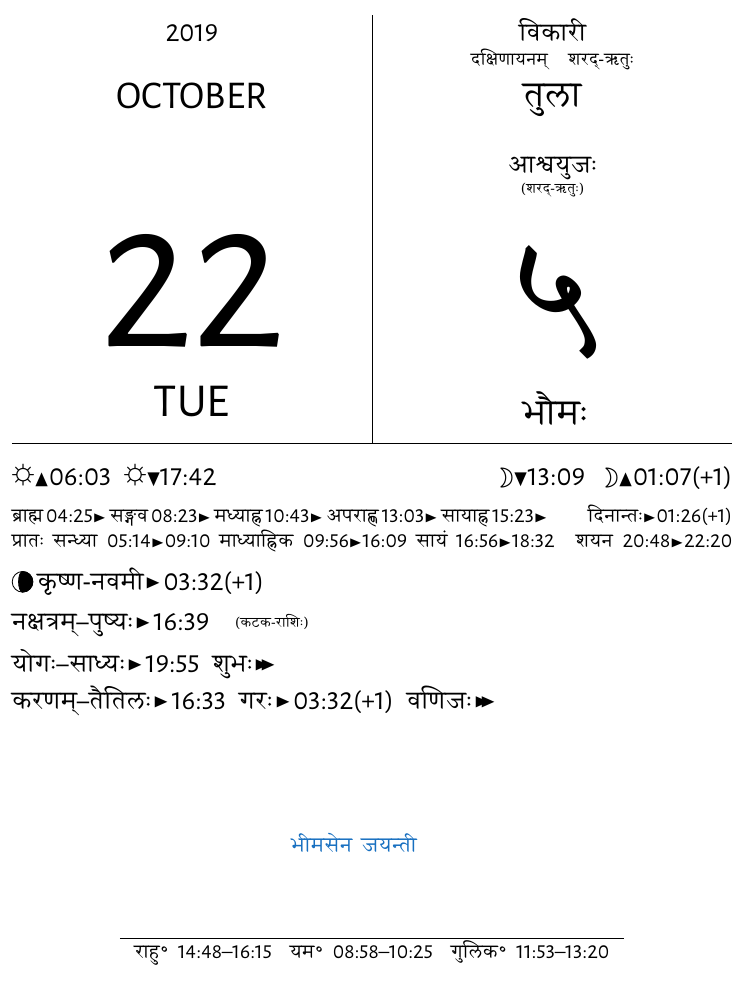 2019
OCTOBER
22
TUE
विकारी
दक्षिणायनम् शरद्-ऋतुः
तुला
आश्वयुजः
(शरद्-ऋतुः)
५
भौमः
☼▲06:03 ☼▼17:42 ☽▼13:09 ☽▲01:07(+1)
ब्राह्म 04:25► सङ्गव 08:23► मध्याह्न 10:43► अपराह्ण 13:03► सायाह्न 15:23► दिनान्तः►01:26(+1)
प्रातः सन्ध्या 05:14►09:10 माध्याह्निक 09:56►16:09 सायं 16:56►18:32 शयन 20:48►22:20
कृष्ण-नवमी►03:32(+1)
नक्षत्रम्–पुष्यः►16:39 (कटक-राशिः)
योगः–साध्यः►19:55 शुभः►►
करणम्–तैतिलः►16:33 गरः►03:32(+1) वणिजः►►
भीमसेन जयन्ती
राहु° 14:48–16:15 यम° 08:58–10:25 गुलिक° 11:53–13:20